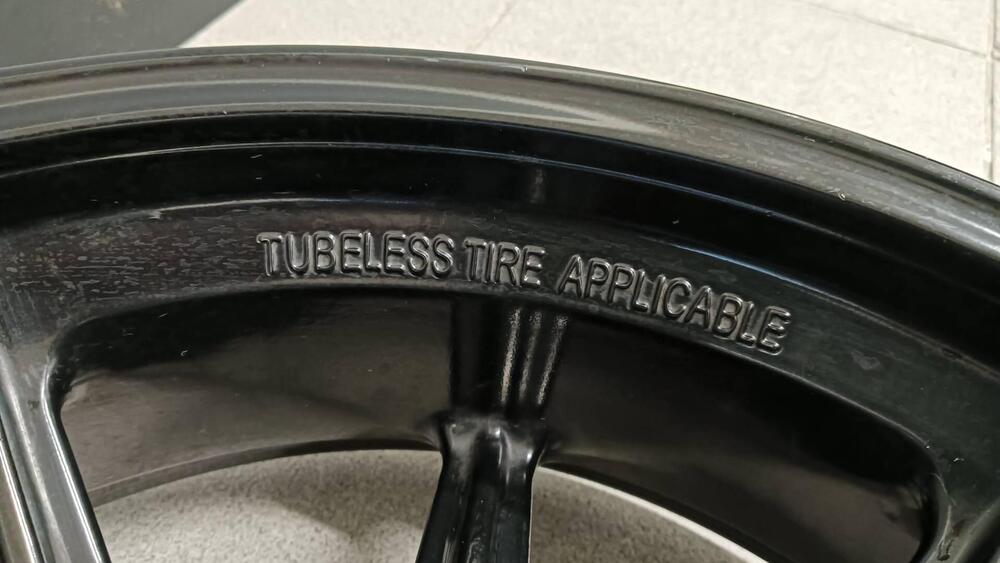 TUBELESS TIRE APPLICABLE